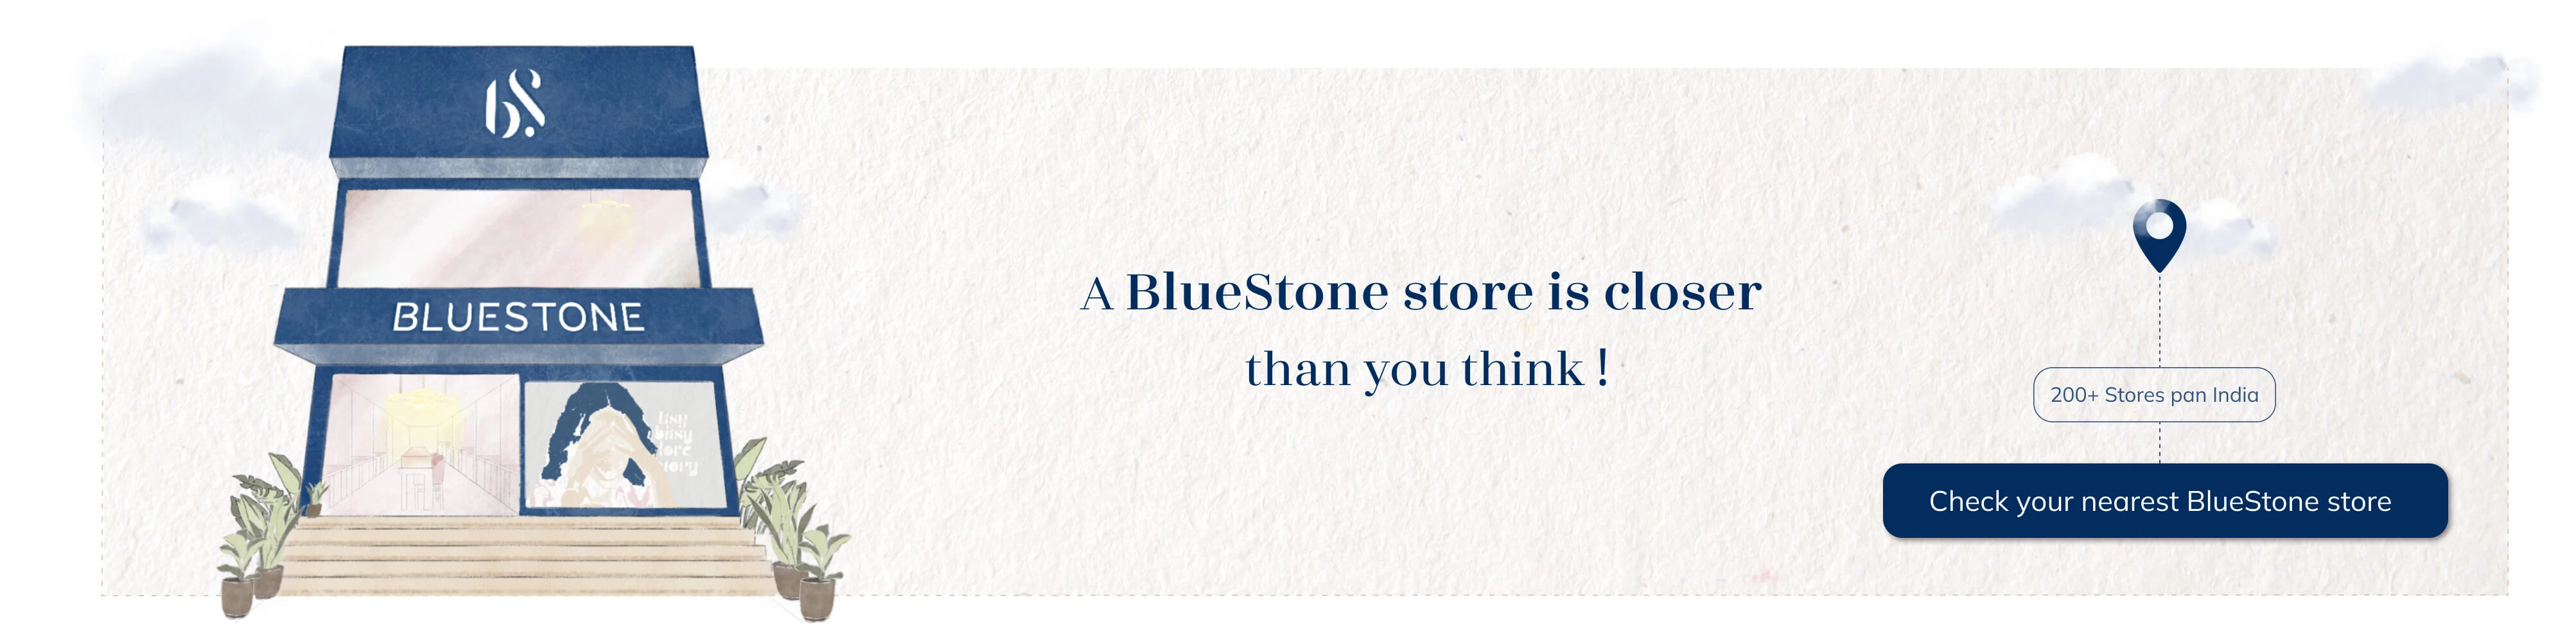 bS
BLUESTONE
A BlueStone store is closer
than you think !
200+ Stores pan India
Check your nearest BlueStone store